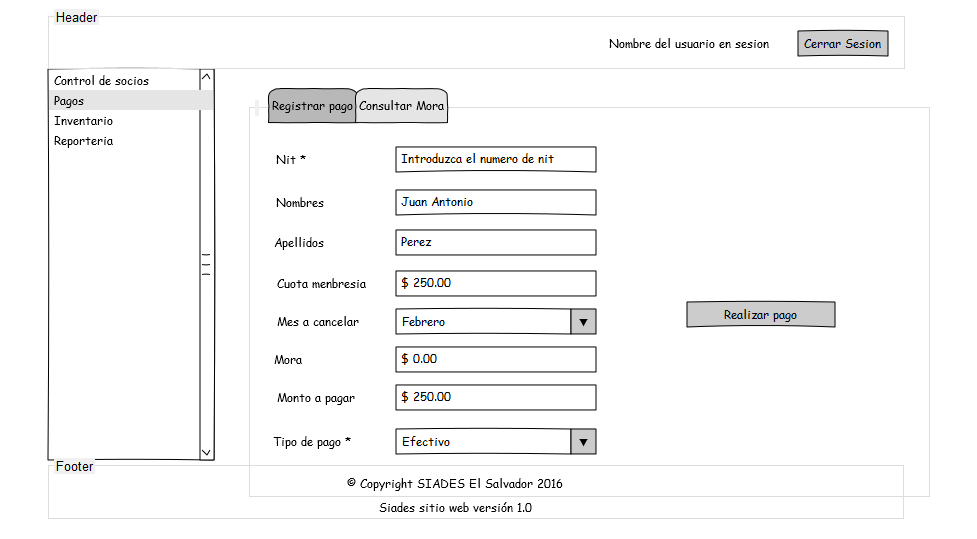 Header
Nombre del usuario en sesion
Cerrar Sesion
Control de socios
Pagos
Inventario
Reporteria
Registrar pago
Consultar Mora
Nit *
Introduzca el numero de nit
Nombres
Juan Antonio
Apellidos
Perez
Cuota menbresia
$ 250.00
Mes a cancelar
Febrero
Realizar pago
Mora
$ 0.00
Monto a pagar
$ 250.00
Tipo de pago *
Efectivo
Footer
© Copyright SIADES El Salvador 2016
Siades sitio web versión 1.0